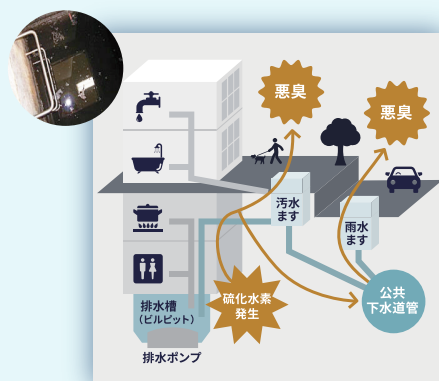 悪臭
悪臭
汚水
ます
雨水
ます
排水槽
（ビルピット）
硫化水素
発生
公共
下水道管
排水ポンプ